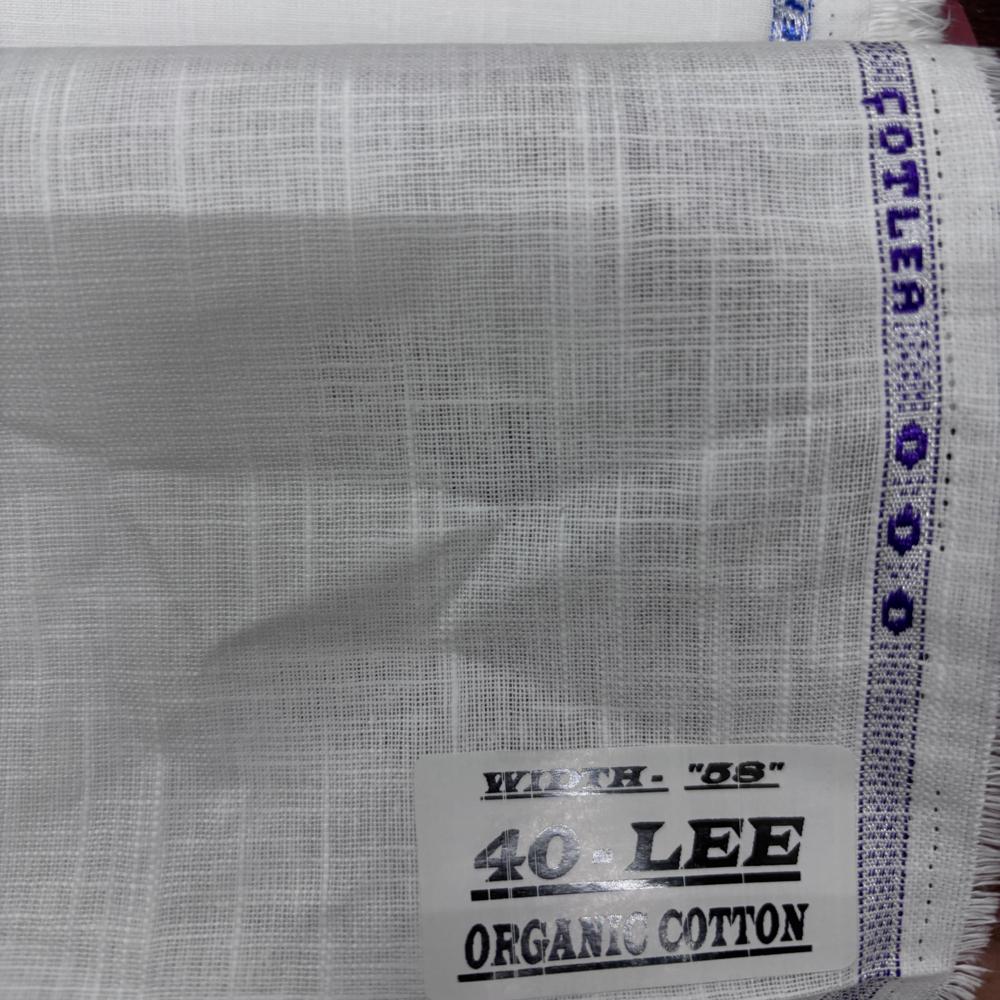 COTLEA
WIDTH- "58"
40-LEE
ORGANIC COTTON